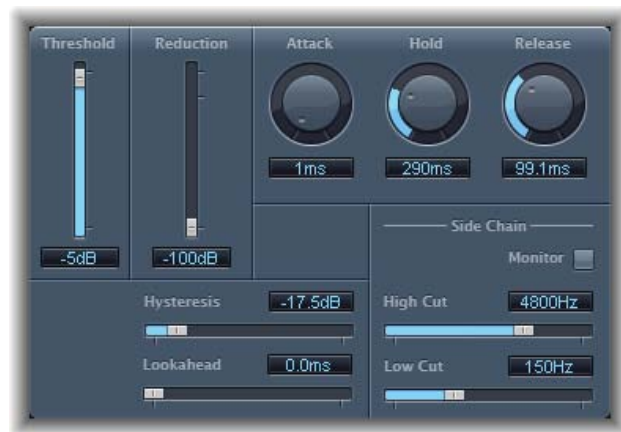 Threshold
Reduction
Attack
Hold
Release
1ms
290ms
99.1ms
-5dB
-100dB
Side Chain
Monitor
Hysteresis
-17.5dB
High Cut
4800Hz
Lookahead
0.0ms
Low Cut
150Hz